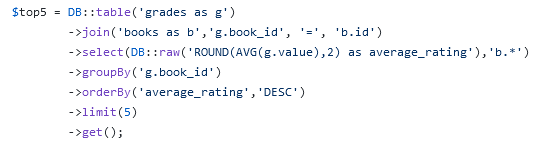 $top5 = DB::table('grades as g')
->join('books as b','g.book_id', '=', 'b.id')
->select(DB::raw('ROUND(AVG(g.value),2) as average_rating'),'b.*')
->groupBy('g.book_id')
->orderBy('average_rating','DESC')
->limit(5)
->get();